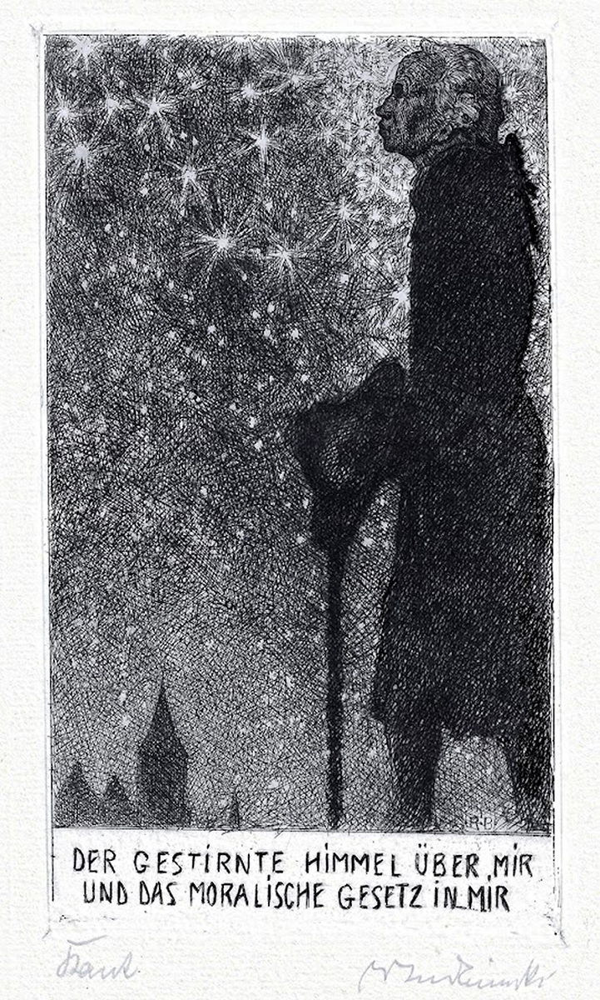 R.B
DER GESTIRNTE HIMMEL ÜBER MIR
UND DAS MORALISCHE GESETZ IN MIR
Kant